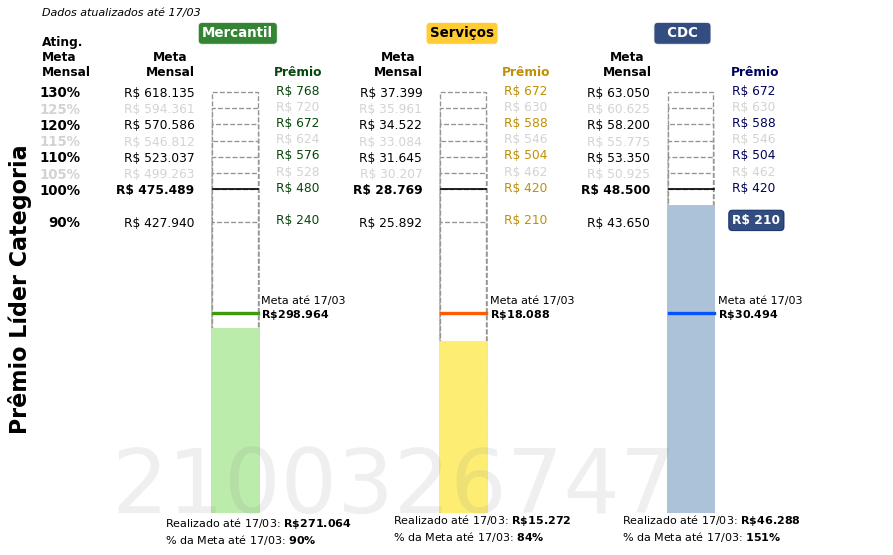 Dados atualizados até 17/03
Mercantil
Serviços
CDC
Ating. Meta Mensal
Meta Mensal
Prêmio
Meta Mensal
Prêmio
Meta Mensal
Prêmio
130% R$ 618.135 R$ 768 R$ 37.399 R$ 672 R$ 63.050 R$ 672
125% R$ 594.361 R$ 720 R$ 35.961 R$ 630 R$ 60.625 R$ 630
120% R$ 570.586 R$ 672 R$ 34.522 R$ 588 R$ 58.200 R$ 588
115% R$ 546.812 R$ 624 R$ 33.084 R$ 546 R$ 55.775 R$ 546
110% R$ 523.037 R$ 576 R$ 31.645 R$ 504 R$ 53.350 R$ 504
105% R$ 499.263 R$ 528 R$ 30.207 R$ 462 R$ 50.925 R$ 462
100% R$ 475.489 R$ 480 R$ 28.769 R$ 420 R$ 48.500 R$ 420
90% R$ 427.940 R$ 240 R$ 25.892 R$ 210 R$ 43.650 R$ 210
Prêmio Líder Categoria
Meta até 17/03
R$298.964
Meta até 17/03
R$18.088
Meta até 17/03
R$30.494
2100326747
Realizado até 17/03: R$271.064
% da Meta até 17/03: 90%
Realizado até 17/03: R$15.272
% da Meta até 17/03: 84%
Realizado até 17/03: R$46.288
% da Meta até 17/03: 151%